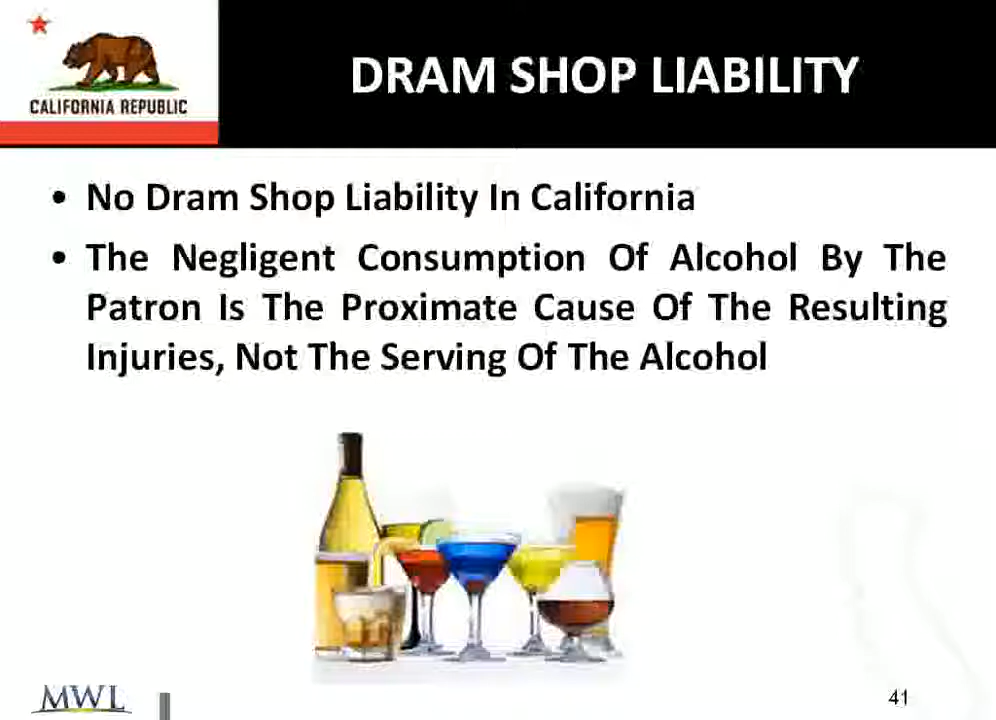 CALIFORNIA REPUBLIC
DRAM SHOP LIABILITY
• No Dram Shop Liability In California
• The Negligent Consumption Of Alcohol By The
Patron Is The Proximate Cause Of The Resulting
Injuries, Not The Serving Of The Alcohol
MWL
41